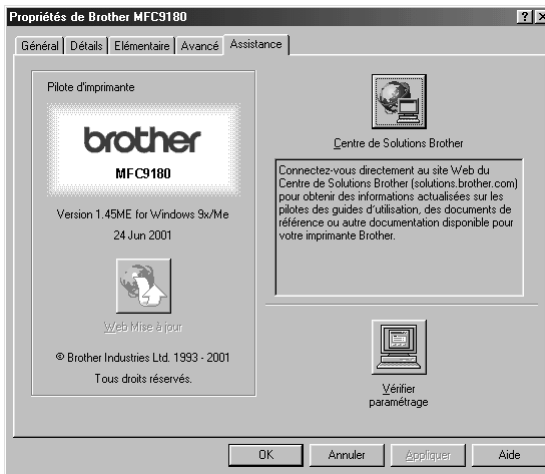 Propriétés de Brother MFC9180
Général
Détails
Elémentaire
Avancé
Assistance
Pilote d'imprimante
brother
MFC9180
Version 1.45ME for Windows 9x/Me
24 Jun 2001
Web Mise à jour
© Brother Industries Ltd. 1993 - 2001
Tous droits réservés.
Centre de Solutions Brother
Connectez-vous directement au site Web du
Centre de Solutions Brother (solutions.brother.com)
pour obtenir des informations actualisées sur les
pilotes des guides d'utilisation, des documents de
référence ou autre documentation disponible pour
votre imprimante Brother.
Vérifier
paramétrage
OK
Annuler
Appliquer
Aide